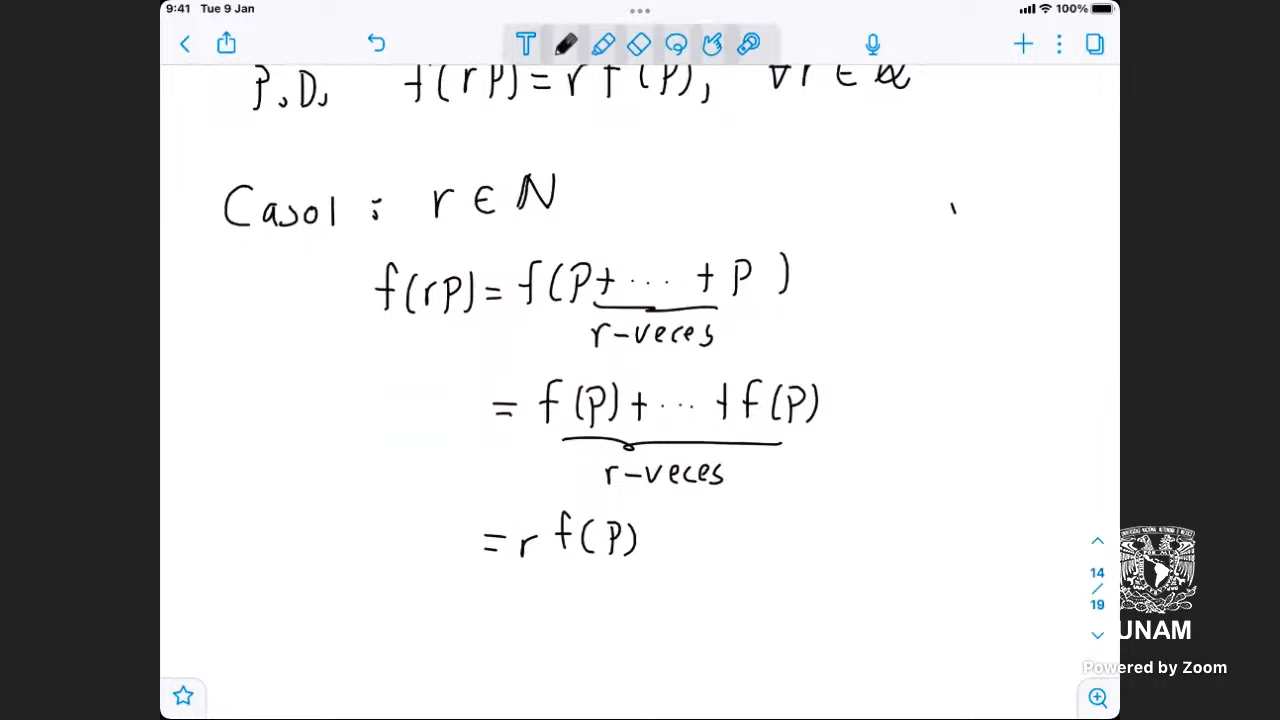 9:41 Tue 9 Jan
100%
P.D. f(rp)=r f(p), ∀r∈ℚ
Caso1: r∈ℕ
f(rp)=f(p+...+p)
r-veces
=f(p)+...+f(p)
r-veces
=r f(p)
14
/
19
UNAM
Powered by Zoom